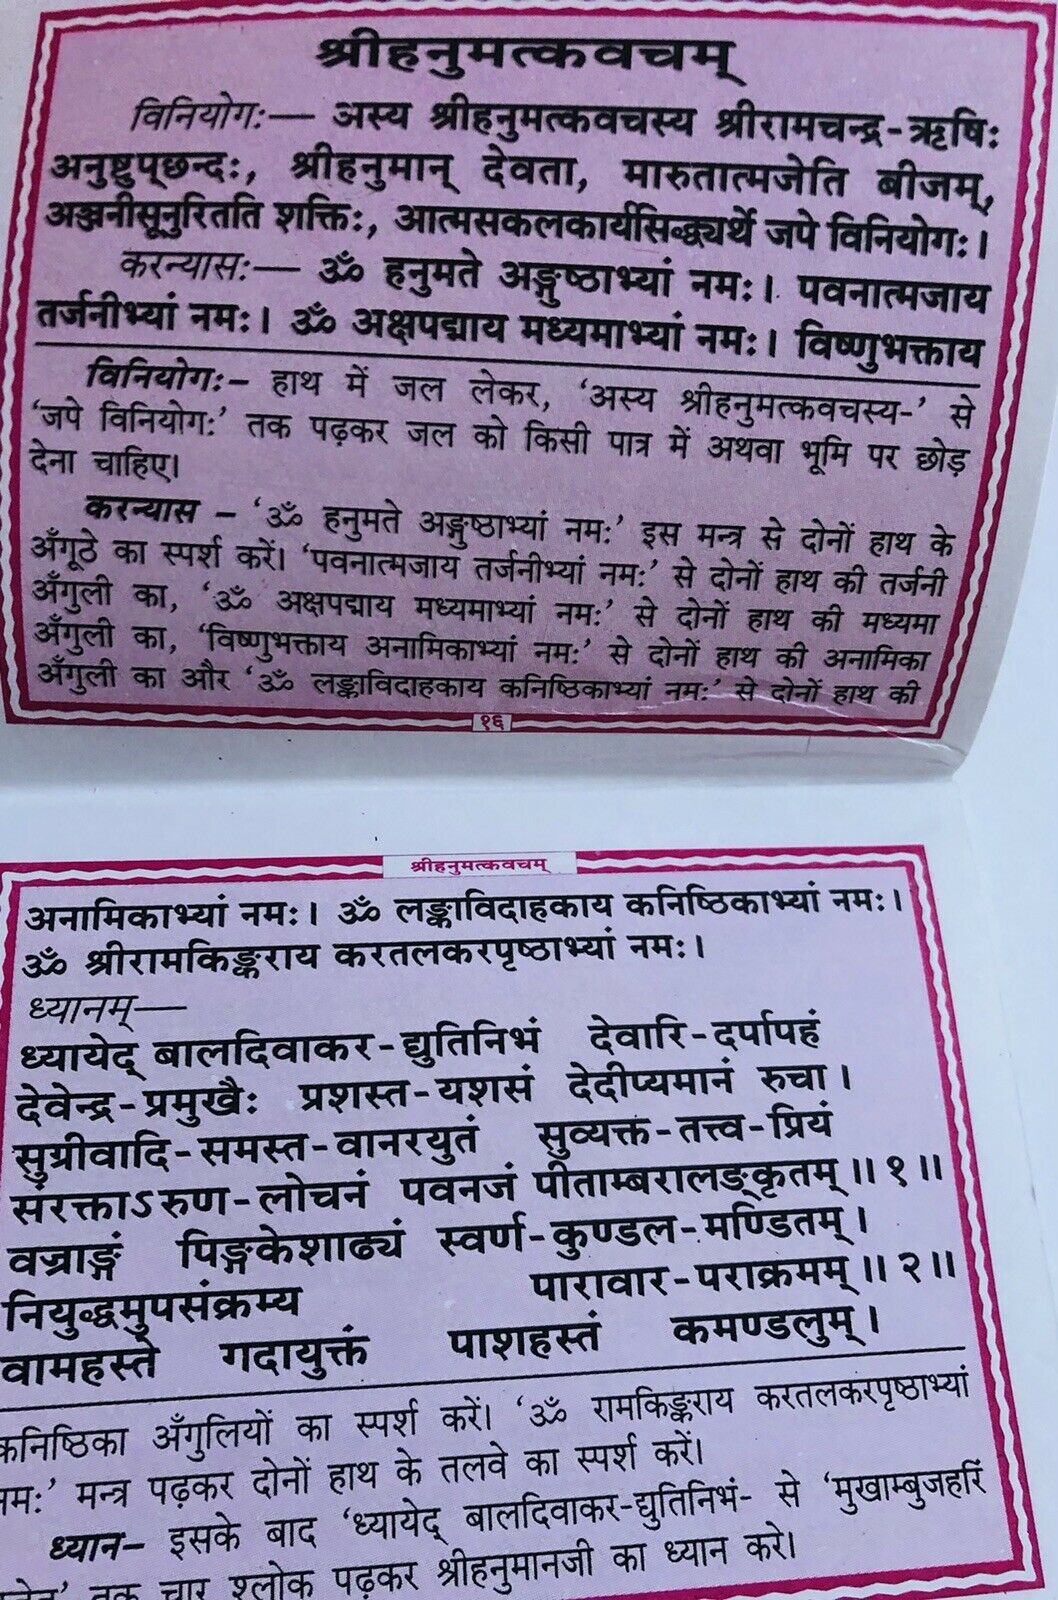 श्रीहनुमत्कवचम्
विनियोगः— अस्य श्रीहनुमत्कवचस्य श्रीरामचन्द्र-ऋषिः
अनुष्टुप्छन्दः, श्रीहनुमान् देवता, मारुतात्मजेति बीजम्,
अञ्जनीसूनुरितति शक्तिः, आत्मसकलकार्यसिद्ध्यर्थे जपे विनियोगः।
करन्यासः— ॐ हनुमते अङ्गुष्ठाभ्यां नमः। पवनात्मजाय
तर्जनीभ्यां नमः। ॐ अक्षपद्माय मध्यमाभ्यां नमः। विष्णुभक्ताय
विनियोगः- हाथ में जल लेकर, ‘अस्य श्रीहनुमत्कवचस्य-’ से
‘जपे विनियोगः’ तक पढ़कर जल को किसी पात्र में अथवा भूमि पर छोड़
देना चाहिए।
करन्यास – ‘ॐ हनुमते अङ्गुष्ठाभ्यां नमः’ इस मन्त्र से दोनों हाथ के
अँगूठे का स्पर्श करें। ‘पवनात्मजाय तर्जनीभ्यां नमः’ से दोनों हाथ की तर्जनी
अँगुली का, ‘ॐ अक्षपद्माय मध्यमाभ्यां नमः’ से दोनों हाथ की मध्यमा
अँगुली का, ‘विष्णुभक्ताय अनामिकाभ्यां नमः’ से दोनों हाथ की अनामिका
अँगुली का और ‘ॐ लङ्काविदाहकाय कनिष्ठिकाभ्यां नमः’ से दोनों हाथ की
१६
श्रीहनुमत्कवचम्
अनामिकाभ्यां नमः। ॐ लङ्काविदाहकाय कनिष्ठिकाभ्यां नमः।
ॐ श्रीरामकिङ्कराय करतलकरपृष्ठाभ्यां नमः।
ध्यानम्—
ध्यायेद् बालदिवाकर-द्युतिनिभं देवारि-दर्पापहं
देवेन्द्र-प्रमुखैः प्रशस्त-यशसं देदीप्यमानं रुचा।
सुग्रीवादि-समस्त-वानरयुतं सुव्यक्त-तत्त्व-प्रियं
संरक्ताऽरुण-लोचनं पवनजं पीताम्बरालङ्कृतम्॥१॥
वज्राङ्गं पिङ्गकेशाढ्यं स्वर्ण-कुण्डल-मण्डितम्।
नियुद्धमुपसंक्रम्य पारावार-पराक्रमम्॥२॥
वामहस्ते गदायुक्तं पाशहस्तं कमण्डलुम्।
कनिष्ठिका अँगुलियों का स्पर्श करें। ‘ॐ रामकिङ्कराय करतलकरपृष्ठाभ्यां
नमः’ मन्त्र पढ़कर दोनों हाथ के तलवे का स्पर्श करें।
ध्यान– इसके बाद ‘ध्यायेद् बालदिवाकर-द्युतिनिभं- से ‘मुखाम्बुजहरिं
तक चार श्लोक पढ़कर श्रीहनुमानजी का ध्यान करे।